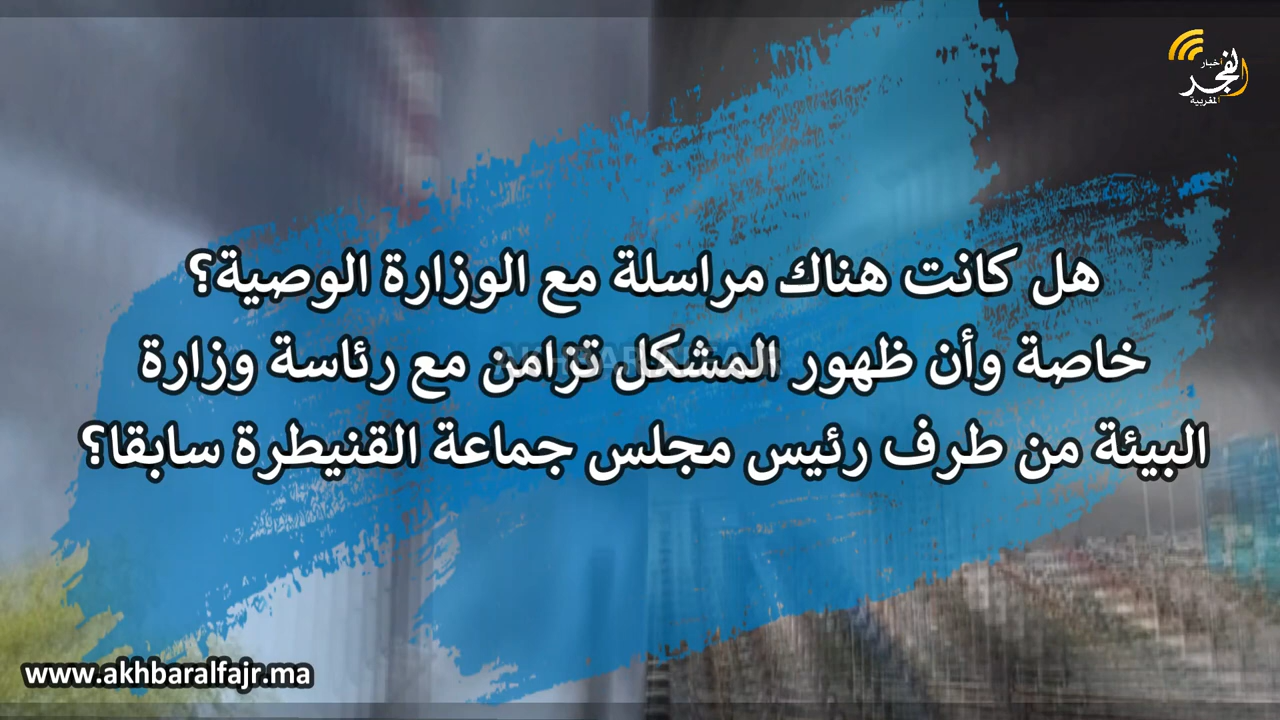 أخبار
الفجر
المغربية
هل كانت هناك مراسلة مع الوزارة الوصية؟
خاصة وأن ظهور المشكل تزامن مع رئاسة وزارة
AKHBARALFAJR
البيئة من طرف رئيس مجلس جماعة القنيطرة سابقا؟
www.akhbaralfajr.ma